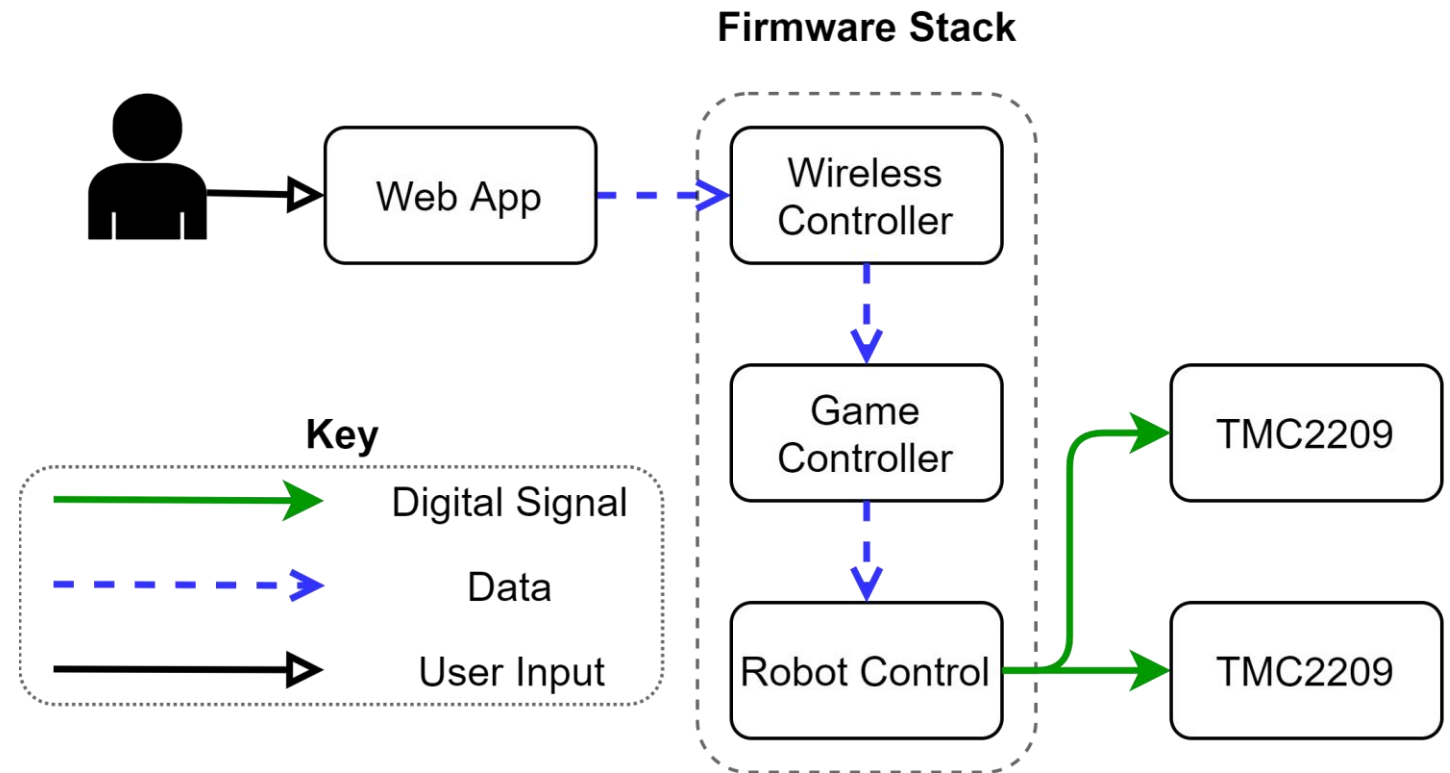 Firmware Stack
Web App
Wireless
Controller
Game
Controller
TMC2209
Key
Digital Signal
Data
User Input
Robot Control
TMC2209